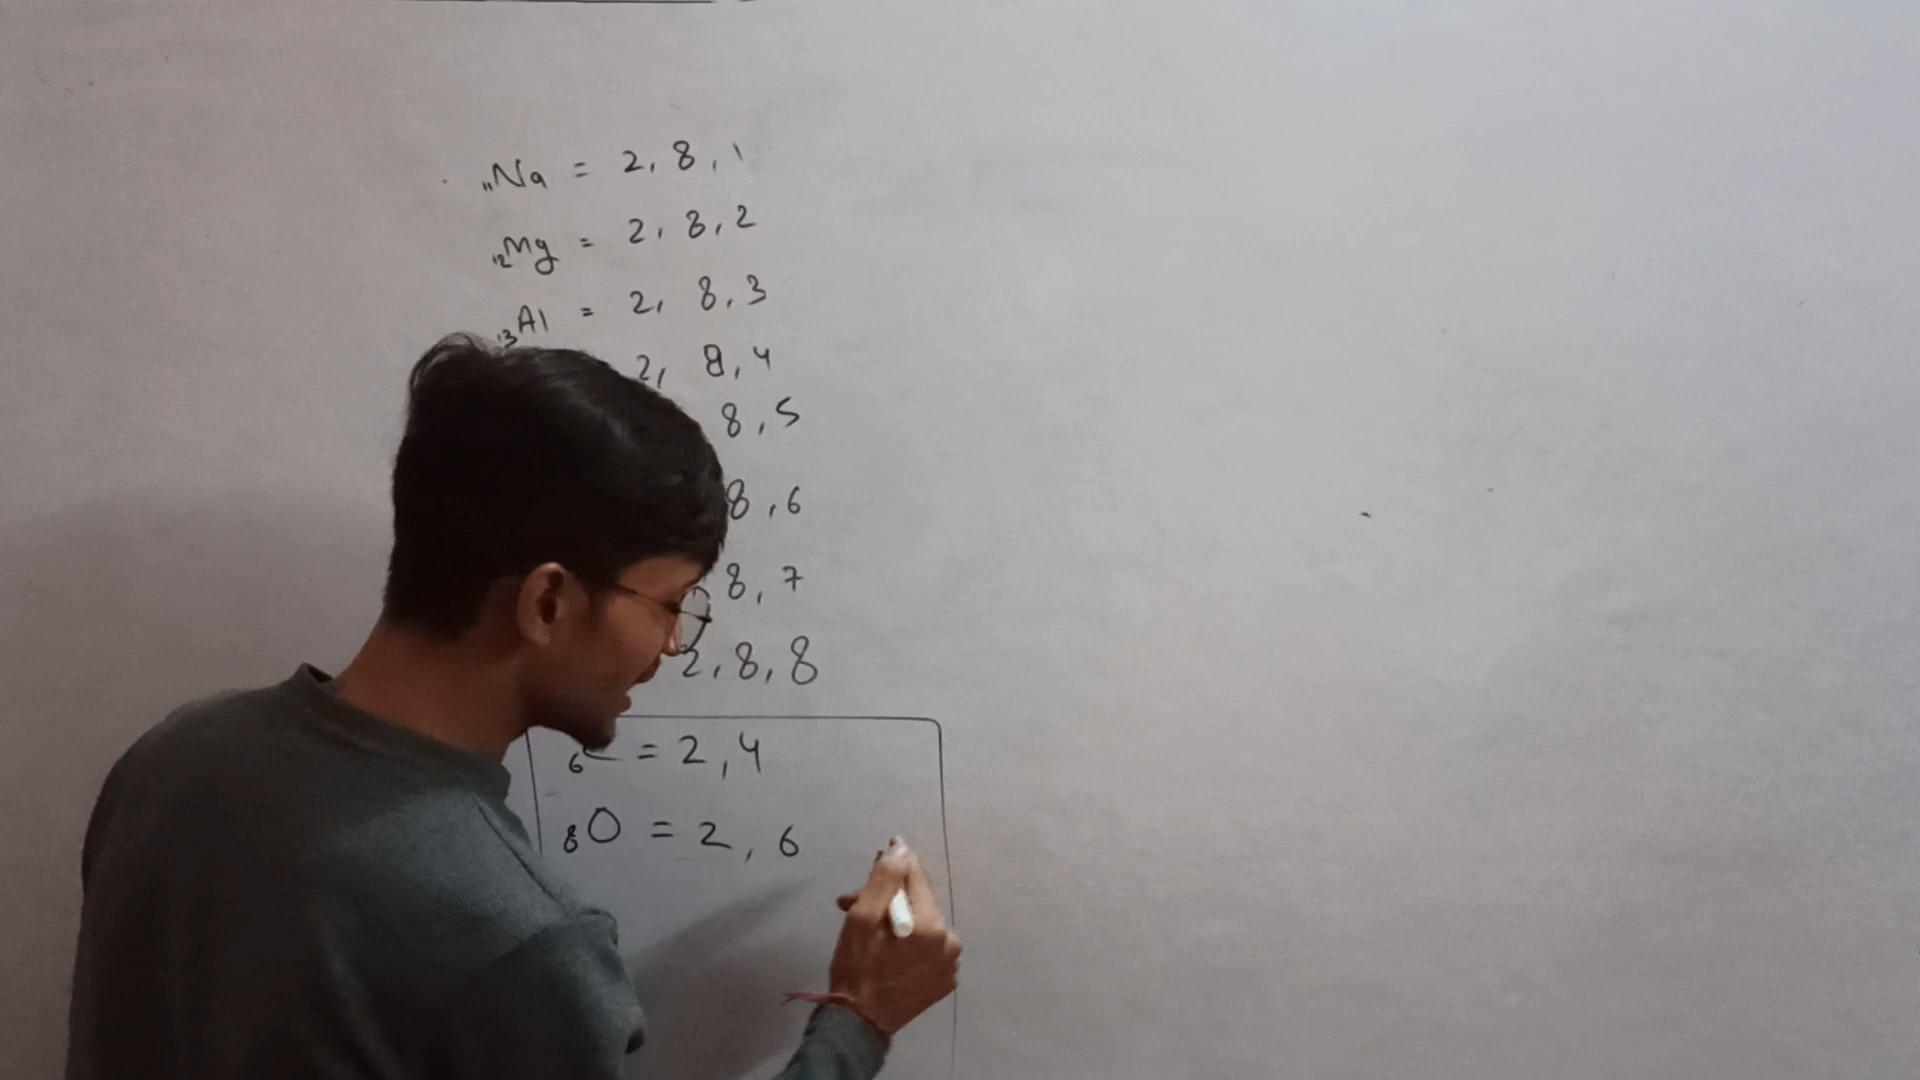 11Na = 2, 8, 1
12Mg = 2, 8, 2
13Al = 2, 8, 3
2, 8, 4
8, 5
8, 6
8, 7
2, 8, 8
6C = 2, 4
8O = 2, 6